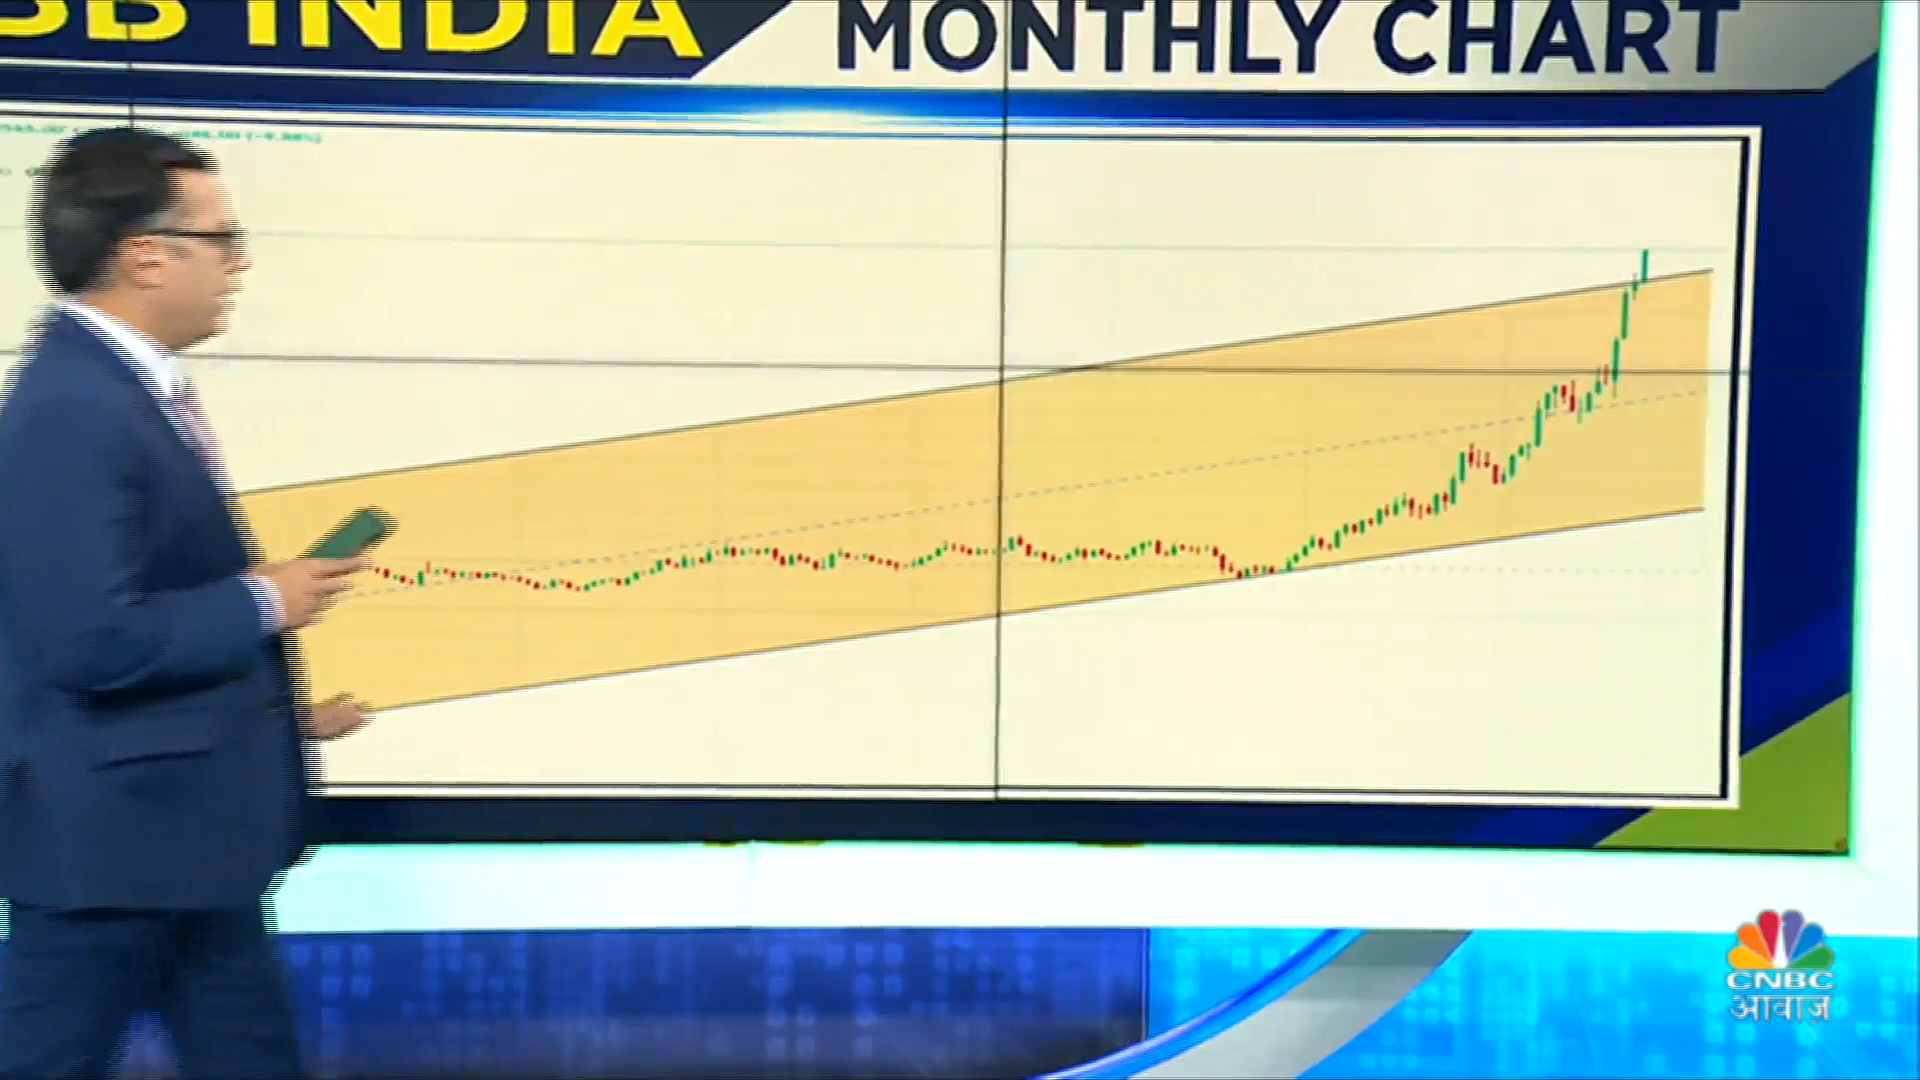 BB INDIA
MONTHLY CHART
CNBC
आवाज़